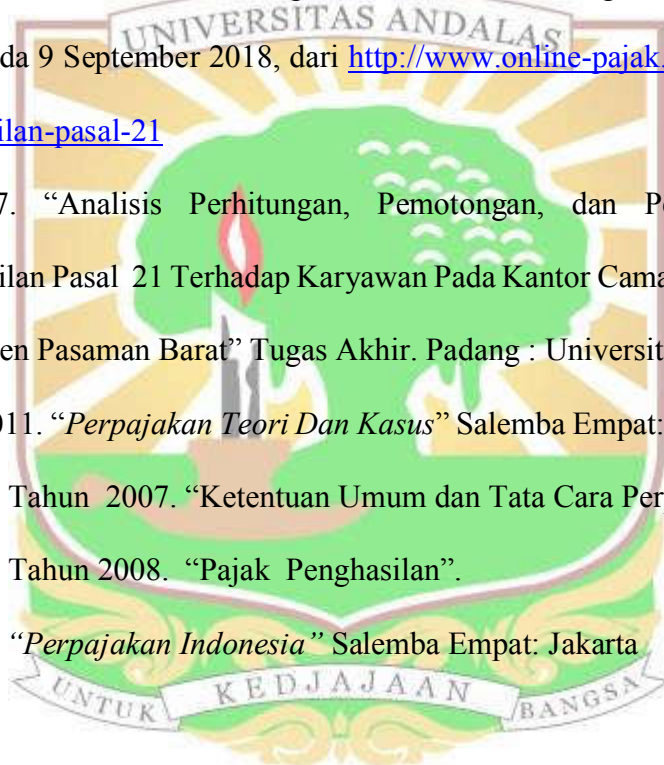 UNIVERSITAS ANDALAS
da 9 September 2018, dari http://www.online-pajak.
ilan-pasal-21
7. “Analisis Perhitungan, Pemotongan, dan
ilan Pasal 21 Terhadap Karyawan Pada Kantor Cama
en Pasaman Barat” Tugas Akhir. Padang : Universit
011. “Perpajakan Teori Dan Kasus” Salemba Empat:
Tahun 2007. “Ketentuan Umum dan Tata Cara Per
Tahun 2008. “Pajak Penghasilan”.
“Perpajakan Indonesia” Salemba Empat: Jakarta
UNTUK KEDJAJAAN BANGSA